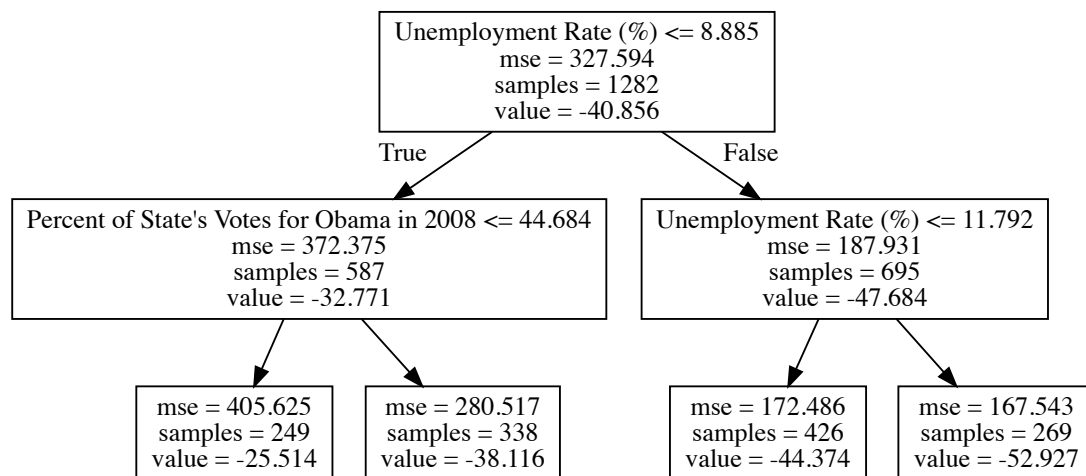 Unemployment Rate (%) <= 8.885
mse = 327.594
samples = 1282
value = -40.856
True
False
Percent of State's Votes for Obama in 2008 <= 44.684
mse = 372.375
samples = 587
value = -32.771
Unemployment Rate (%) <= 11.792
mse = 187.931
samples = 695
value = -47.684
mse = 405.625
samples = 249
value = -25.514
mse = 280.517
samples = 338
value = -38.116
mse = 172.486
samples = 426
value = -44.374
mse = 167.543
samples = 269
value = -52.927